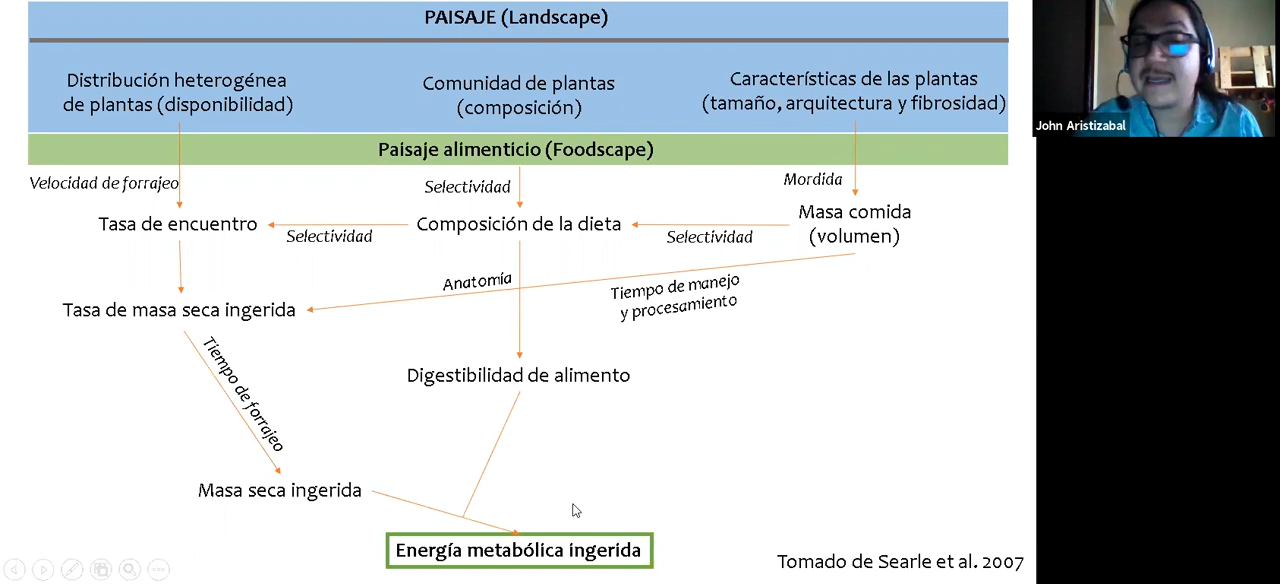 PAISAJE (Landscape)
Distribución heterogénea
de plantas (disponibilidad)
Comunidad de plantas
(composición)
Características de las plantas
(tamaño, arquitectura y fibrosidad)
John Aristizabal
Paisaje alimenticio (Foodscape)
Velocidad de forrajeo
Selectividad
Mordida
Tasa de encuentro
Selectividad
Composición de la dieta
Selectividad
Masa comida
(volumen)
Anatomía
Tiempo de manejo
y procesamiento
Tasa de masa seca ingerida
Tiempo de forrajeo
Digestibilidad de alimento
Masa seca ingerida
Energía metabólica ingerida
Tomado de Searle et al. 2007